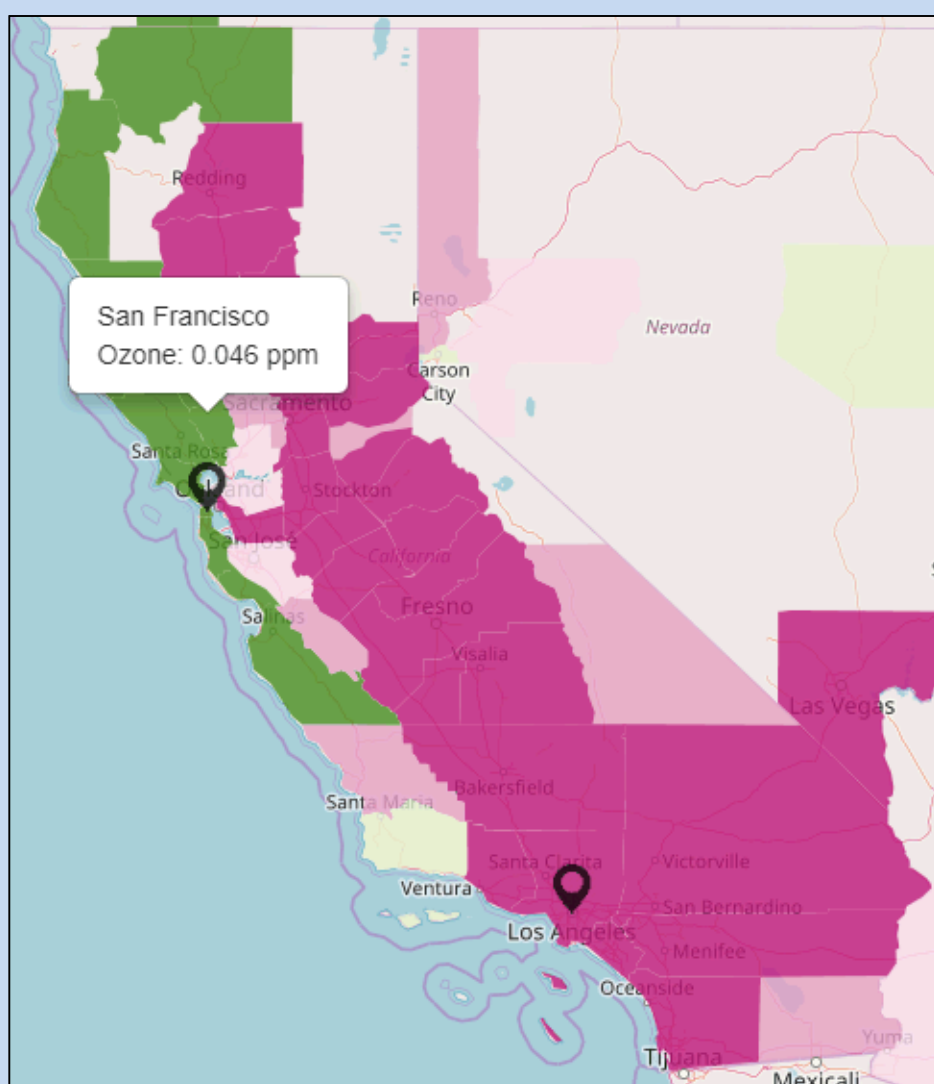 Redding
San Francisco
Ozone: 0.046 ppm
Reno
Nevada
Carson
City
Sacramento
Santa Rosa
Oakland
Stockton
San José
California
Fresno
Salinas
Visalia
Las Vegas
Bakersfield
Santa Maria
Santa Clarita
Victorville
Ventura
San Bernardino
Los Angeles
Menifee
Oceanside
Yuma
Tijuana
Mexicali